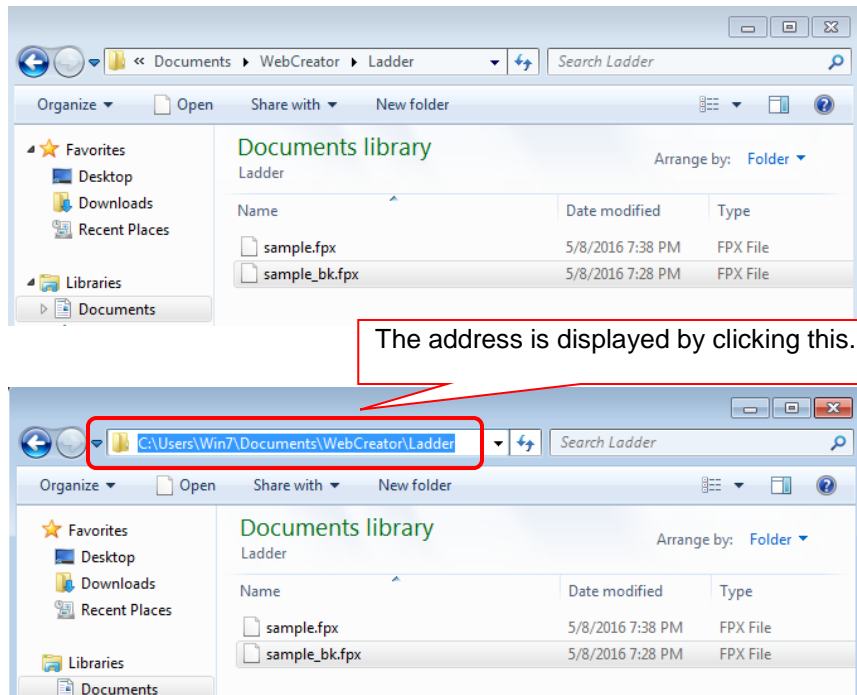 « Documents ▸ WebCreator ▸ Ladder
Search Ladder
Organize Open Share with New folder
Favorites
Desktop
Downloads
Recent Places
Libraries
Documents
Documents library
Ladder
Arrange by: Folder
Name Date modified Type
sample.fpx 5/8/2016 7:38 PM FPX File
sample_bk.fpx 5/8/2016 7:28 PM FPX File
The address is displayed by clicking this.
C:\Users\Win7\Documents\WebCreator\Ladder
Search Ladder
Organize Open Share with New folder
Favorites
Desktop
Downloads
Recent Places
Libraries
Documents
Documents library
Ladder
Arrange by: Folder
Name Date modified Type
sample.fpx 5/8/2016 7:38 PM FPX File
sample_bk.fpx 5/8/2016 7:28 PM FPX File